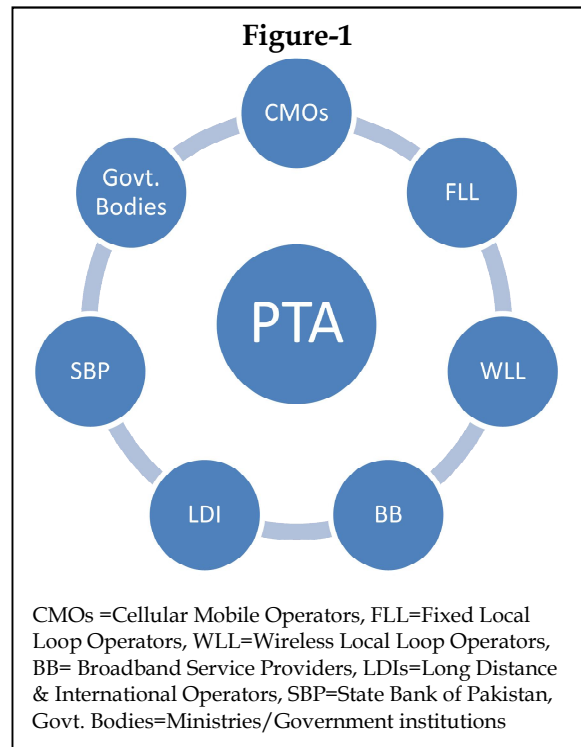 Figure-1
CMOs
FLL
WLL
BB
LDI
SBP
Govt.
Bodies
PTA
CMOs =Cellular Mobile Operators, FLL=Fixed Local
Loop Operators, WLL=Wireless Local Loop Operators,
BB= Broadband Service Providers, LDIs=Long Distance
& International Operators, SBP=State Bank of Pakistan,
Govt. Bodies=Ministries/Government institutions